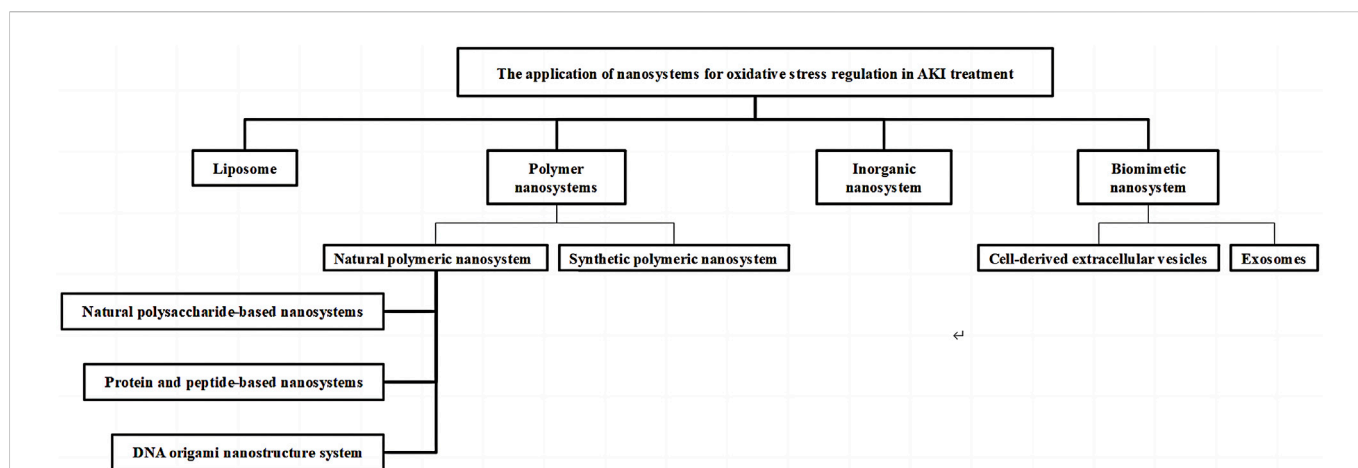 The application of nanosystems for oxidative stress regulation in AKI treatment
Liposome
Polymer
nanosystems
Inorganic
nanosystem
Biomimetic
nanosystem
Natural polymeric nanosystem
Synthetic polymeric nanosystem
Cell-derived extracellular vesicles
Exosomes
Natural polysaccharide-based nanosystems
Protein and peptide-based nanosystems
DNA origami nanostructure system